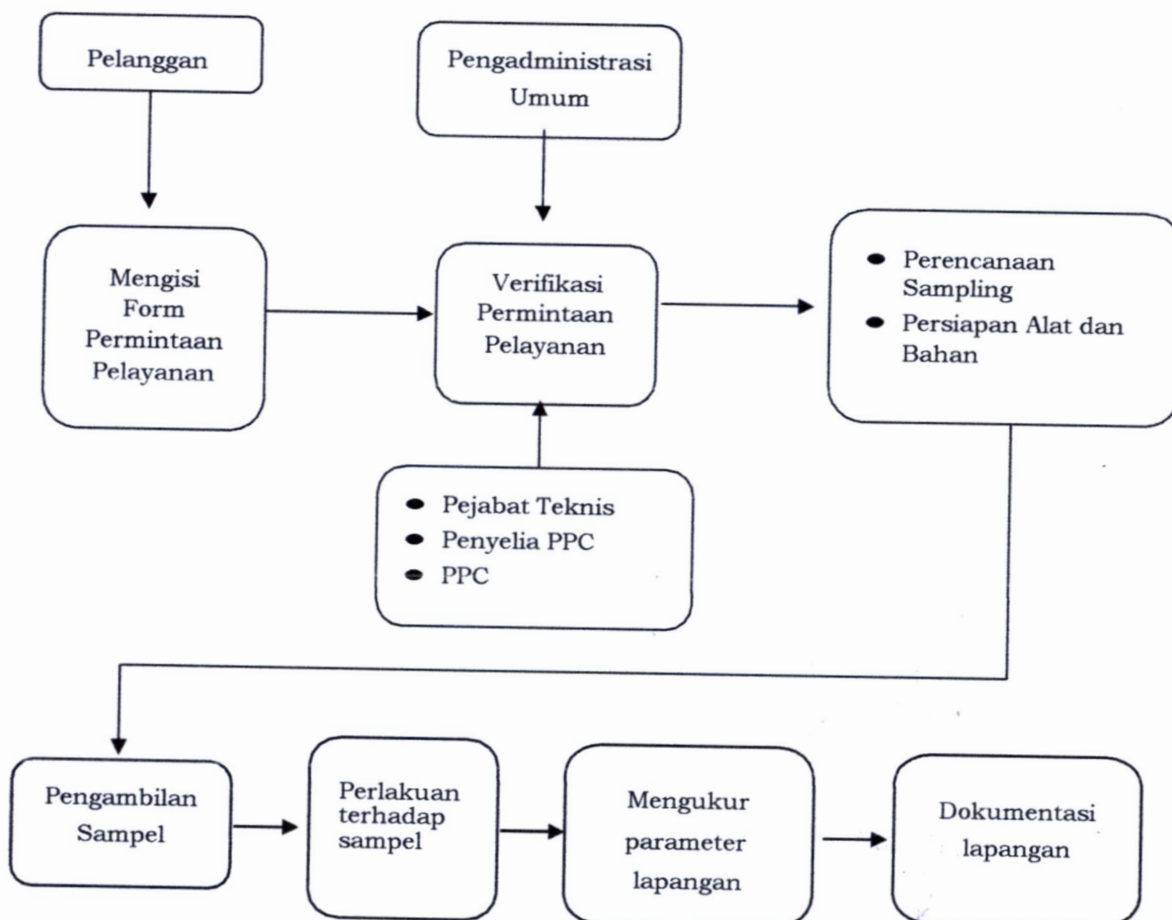 Pelanggan
Pengadministrasi
Umum
Mengisi
Form
Permintaan
Pelayanan
Verifikasi
Permintaan
Pelayanan
● Perencanaan
Sampling
● Persiapan Alat dan
Bahan
● Pejabat Teknis
● Penyelia PPC
● PPC
Pengambilan
Sampel
Perlakuan
terhadap
sampel
Mengukur
parameter
lapangan
Dokumentasi
lapangan